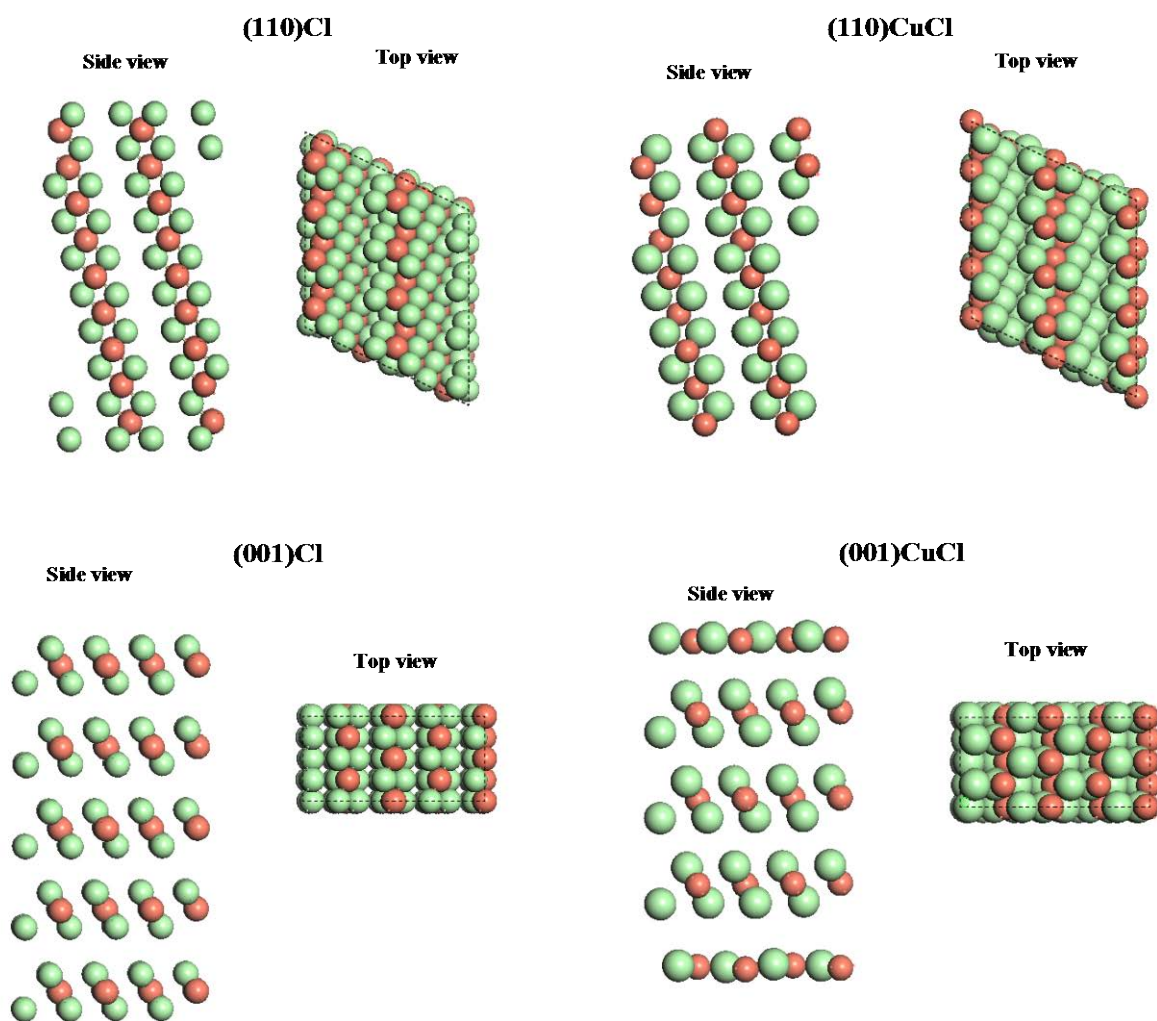 (110)Cl
Side view
Top view
(110)CuCl
Side view
Top view
(001)Cl
Side view
Top view
(001)CuCl
Side view
Top view